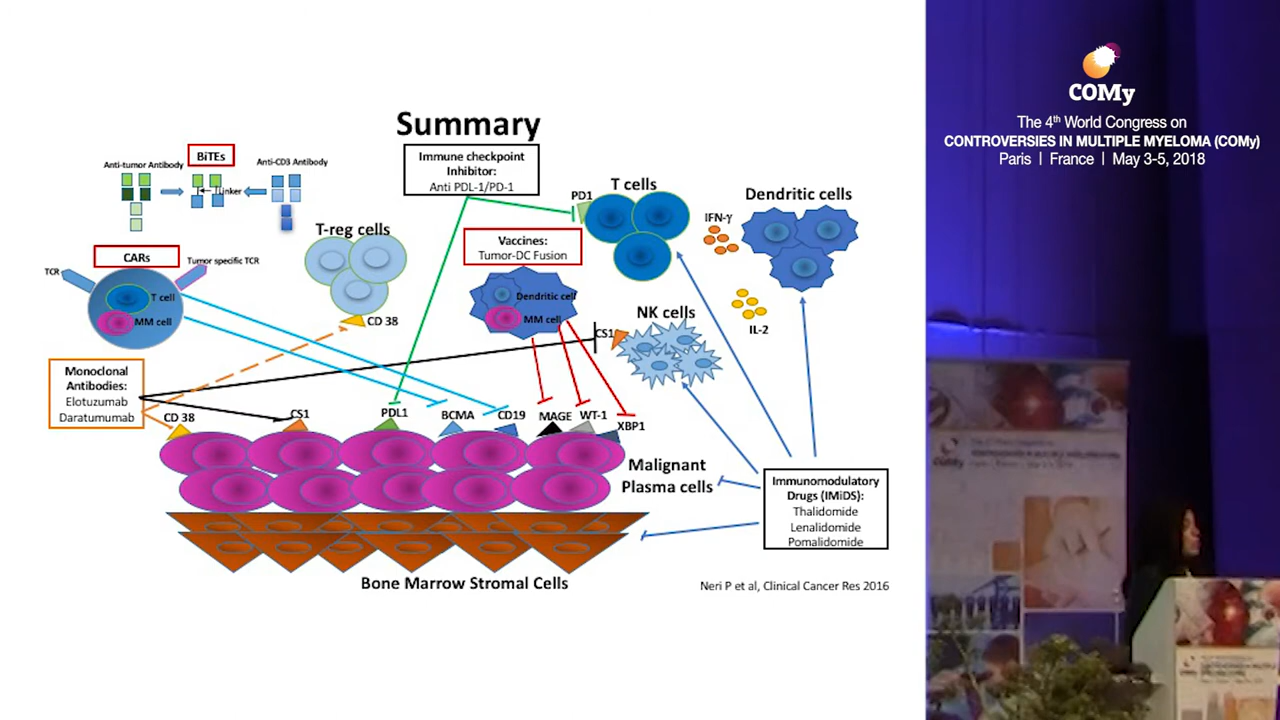 Summary
BiTEs
Anti-tumor Antibody
Anti-CD3 Antibody
Linker
Immune checkpoint
Inhibitor:
Anti PDL-1/PD-1
PD1
T cells
Dendritic cells
IFN-γ
IL-2
T-reg cells
CD 38
CARs
TCR
Tumor specific TCR
T cell
MM cell
Vaccines:
Tumor-DC Fusion
Dendritic cell
MM cell
CS1
NK cells
Monoclonal
Antibodies:
Elotuzumab
Daratumumab
CD 38
CS1
PDL1
BCMA
CD19
MAGE
WT-1
XBP1
Malignant
Plasma cells
Immunomodulatory
Drugs (IMiDS):
Thalidomide
Lenalidomide
Pomalidomide
Bone Marrow Stromal Cells
Neri P et al, Clinical Cancer Res 2016
COMy
The 4th World Congress on
CONTROVERSIES IN MULTIPLE MYELOMA (COMy)
Paris | France | May 3-5, 2018
COMy